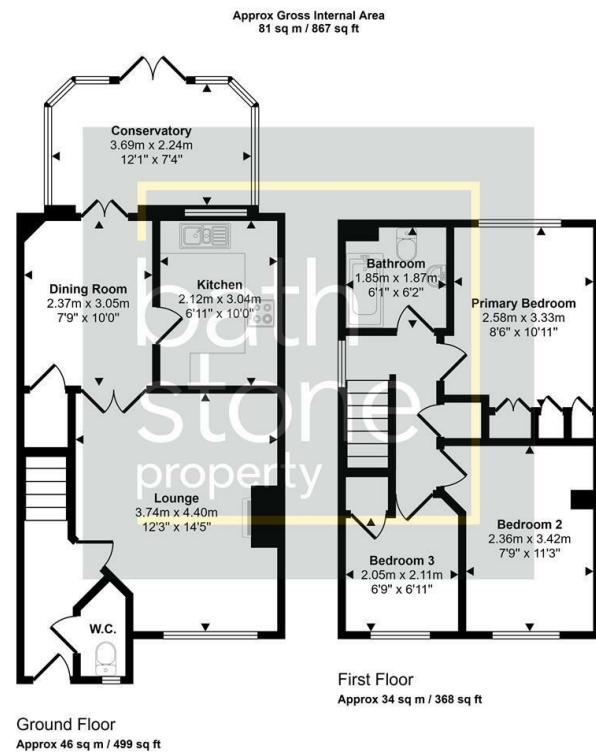 Approx Gross Internal Area
81 sq m / 867 sq ft
Conservatory
3.69m x 2.24m
12'1" x 7'4"
Dining Room
2.37m x 3.05m
7'9" x 10'0"
Kitchen
2.12m x 3.04m
6'11" x 10'0"
Lounge
3.74m x 4.40m
12'3" x 14'5"
W.C.
Ground Floor
Approx 46 sq m / 499 sq ft
Bathroom
1.85m x 1.87m
6'1" x 6'2"
Primary Bedroom
2.58m x 3.33m
8'6" x 10'11"
Bedroom 2
2.36m x 3.42m
7'9" x 11'3"
Bedroom 3
2.05m x 2.11m
6'9" x 6'11"
First Floor
Approx 34 sq m / 368 sq ft
bath
stone
property